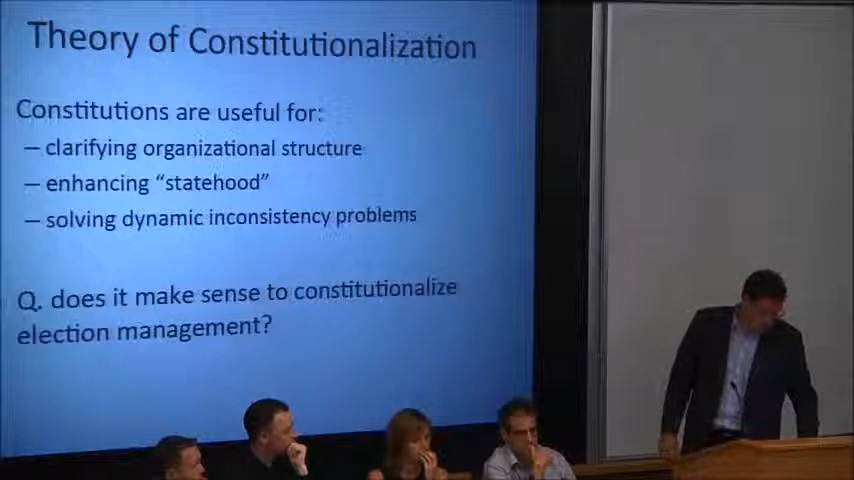 Theory of Constitutionalization
Constitutions are useful for:
– clarifying organizational structure
– enhancing “statehood”
– solving dynamic inconsistency problems
Q. does it make sense to constitutionalize
election management?